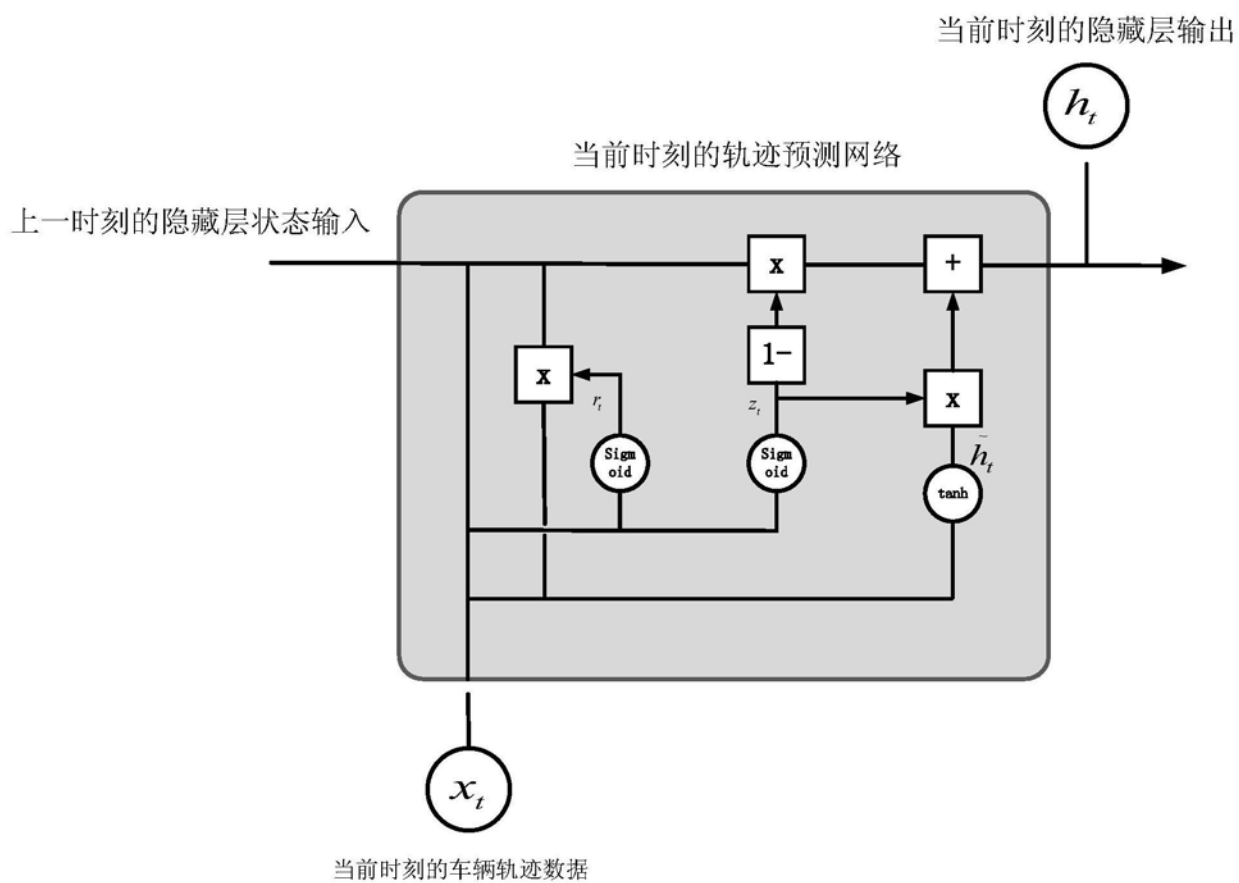 当前时刻的隐藏层输出
h_t
当前时刻的轨迹预测网络
上一时刻的隐藏层状态输入
x
+
1-
x
r_t
z_t
x
Sigm
oid
Sigm
oid
h̃_t
tanh
x_t
当前时刻的车辆轨迹数据